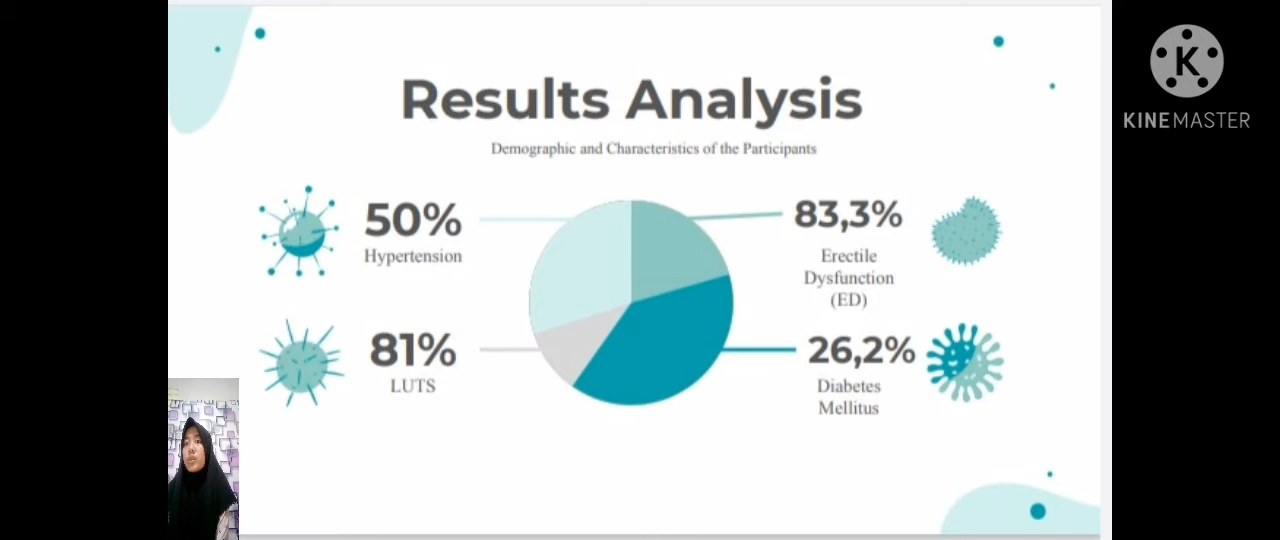 Results Analysis
Demographic and Characteristics of the Participants
50%
Hypertension
81%
LUTS
83,3%
Erectile
Dysfunction
(ED)
26,2%
Diabetes
Mellitus
K
KINEMASTER